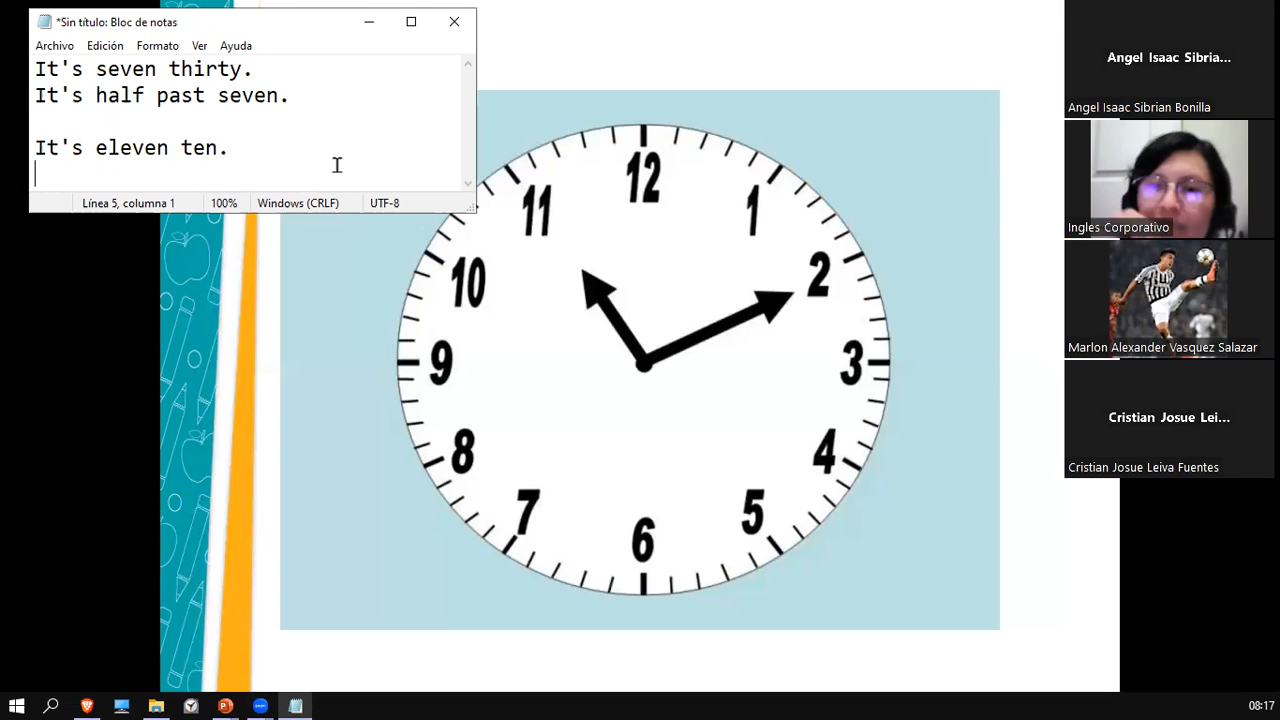 *Sin título: Bloc de notas
Archivo Edición Formato Ver Ayuda
It's seven thirty.
It's half past seven.
It's eleven ten.
Línea 5, columna 1 100% Windows (CRLF) UTF-8
12
1
2
3
4
5
6
7
8
9
10
11
Angel Isaac Sibria...
Angel Isaac Sibrian Bonilla
Ingles Corporativo
Marlon Alexander Vasquez Salazar
Cristian Josue Lei...
Cristian Josue Leiva Fuentes
08:17